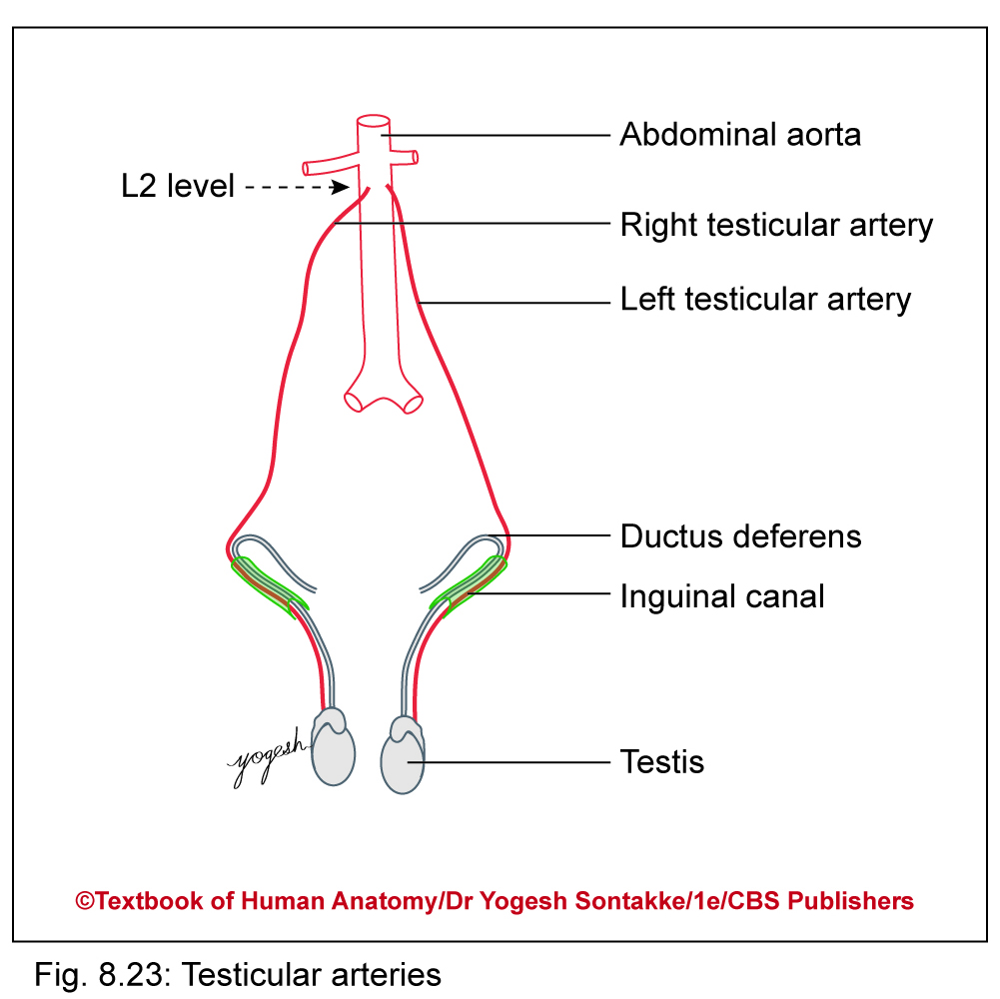 Abdominal aorta
L2 level
Right testicular artery
Left testicular artery
Ductus deferens
Inguinal canal
yogesh
Testis
©Textbook of Human Anatomy/Dr Yogesh Sontakke/1e/CBS Publishers
Fig. 8.23: Testicular arteries